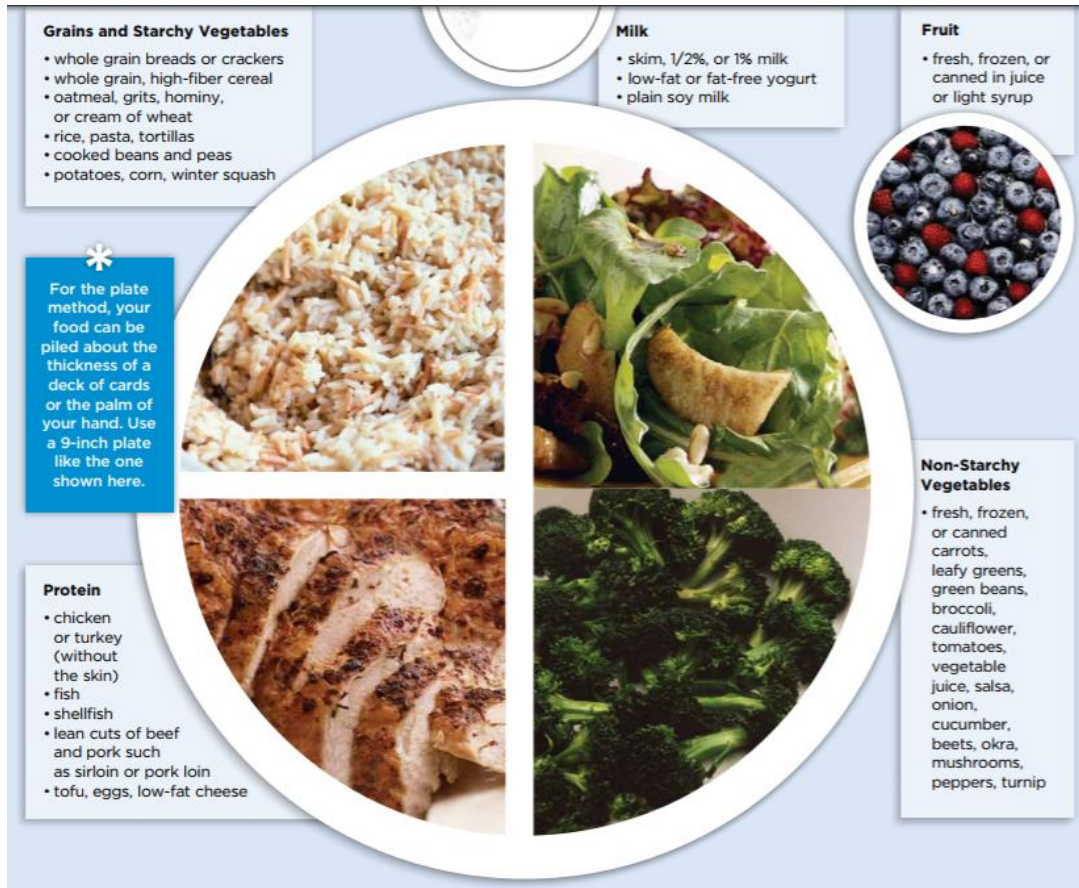 Grains and Starchy Vegetables
• whole grain breads or crackers
• whole grain, high-fiber cereal
• oatmeal, grits, hominy,
or cream of wheat
• rice, pasta, tortillas
• cooked beans and peas
• potatoes, corn, winter squash
Milk
• skim, 1/2%, or 1% milk
• low-fat or fat-free yogurt
• plain soy milk
Fruit
• fresh, frozen, or
canned in juice
or light syrup
*
For the plate
method, your
food can be
piled about the
thickness of a
deck of cards
or the palm of
your hand. Use
a 9-inch plate
like the one
shown here.
Non-Starchy
Vegetables
• fresh, frozen,
or canned
carrots,
leafy greens,
green beans,
broccoli,
cauliflower,
tomatoes,
vegetable
juice, salsa,
onion,
cucumber,
beets, okra,
mushrooms,
peppers, turnip
Protein
• chicken
or turkey
(without
the skin)
• fish
• shellfish
• lean cuts of beef
and pork such
as sirloin or pork loin
• tofu, eggs, low-fat cheese